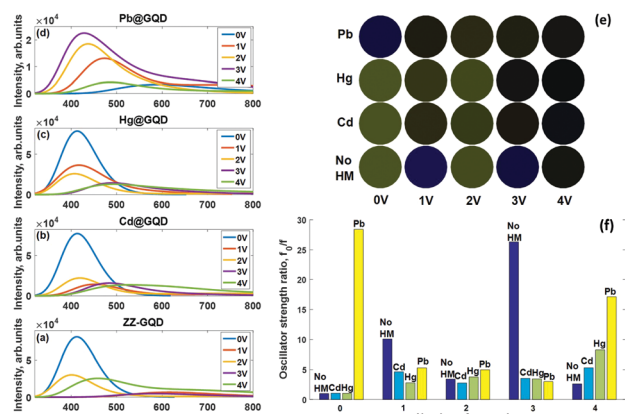 (d)
Pb@GQD
×10⁴
Intensity, arb.units
2
1
0
0V
1V
2V
3V
4V
400 500 600 700 800
(c)
Hg@GQD
×10⁴
Intensity, arb.units
5
0
0V
1V
2V
3V
4V
400 500 600 700 800
(b)
Cd@GQD
×10⁴
Intensity, arb.units
5
0
0V
1V
2V
3V
4V
400 500 600 700 800
(a)
ZZ-GQD
×10⁴
Intensity, arb.units
5
0
0V
1V
2V
3V
4V
400 500 600 700 800
(e)
Pb
Hg
Cd
No
HM
0V 1V 2V 3V 4V
(f)
Oscillator strength ratio, f₀/f
30
25
20
15
10
5
0
No
HM
Cd Hg
Pb
No
HM
Cd
Hg
Pb
No
HM
Cd
Hg
Pb
No
HM
Cd
Hg
Pb
No
HM
Cd
Hg
Pb
0 1 2 3 4